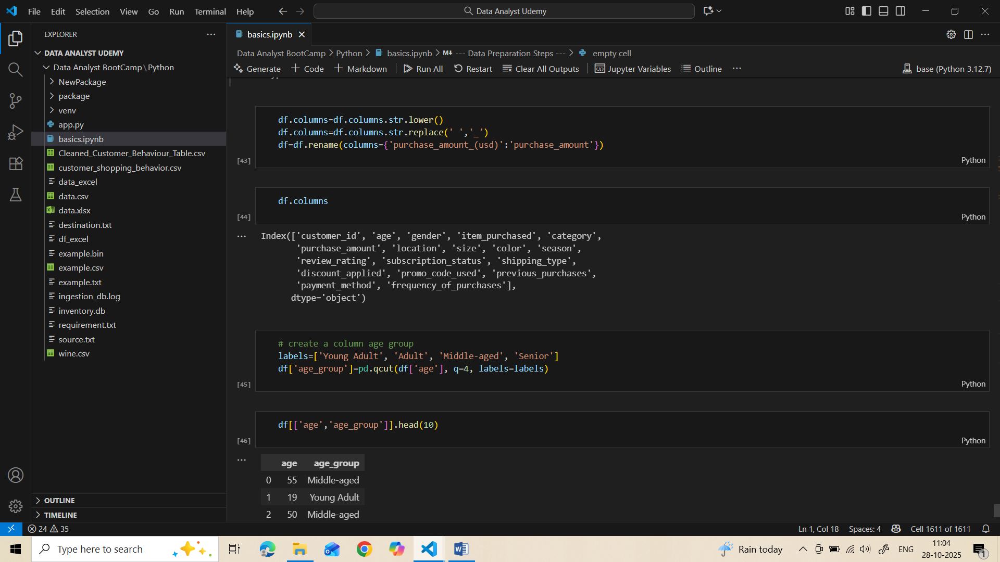 File Edit Selection View Go Run Terminal Help
Data Analyst Udemy
EXPLORER
DATA ANALYST UDEMY
Data Analyst BootCamp\Python
NewPackage
package
venv
app.py
basics.ipynb
Cleaned_Customer_Behaviour_Table.csv
customer_shopping_behavior.csv
data_excel
data.csv
data.xlsx
destination.txt
df_excel
example.bin
example.csv
example.txt
ingestion_db.log
inventory.db
requirement.txt
source.txt
wine.csv
OUTLINE
TIMELINE
basics.ipynb
Data Analyst BootCamp > Python > basics.ipynb > M↓ --- Data Preparation Steps --- > empty cell
Generate + Code + Markdown Run All Restart Clear All Outputs Jupyter Variables Outline ... base (Python 3.12.7)
df.columns=df.columns.str.lower()
df.columns=df.columns.str.replace(' ','_')
df=df.rename(columns={'purchase_amount_(usd)':'purchase_amount'})
[43] Python
df.columns
[44] Python
Index(['customer_id', 'age', 'gender', 'item_purchased', 'category',
'purchase_amount', 'location', 'size', 'color', 'season',
'review_rating', 'subscription_status', 'shipping_type',
'discount_applied', 'promo_code_used', 'previous_purchases',
'payment_method', 'frequency_of_purchases'],
dtype='object')
# create a column age group
labels=['Young Adult', 'Adult', 'Middle-aged', 'Senior']
df['age_group']=pd.qcut(df['age'], q=4, labels=labels)
[45] Python
df[['age','age_group']].head(10)
[46] Python
age age_group
0 55 Middle-aged
1 19 Young Adult
2 50 Middle-aged
24 35 Ln 1, Col 18 Spaces: 4 Cell 1611 of 1611
Type here to search
Rain today ENG 11:04
28-10-2025 1